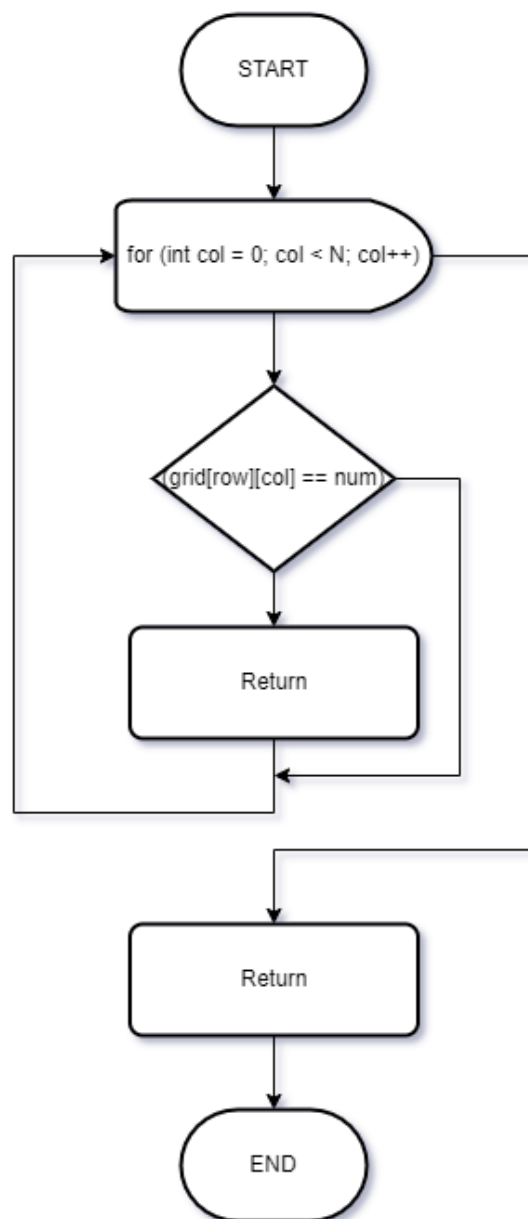 START
for (int col = 0; col < N; col++)
(grid[row][col] == num)
Return
Return
END